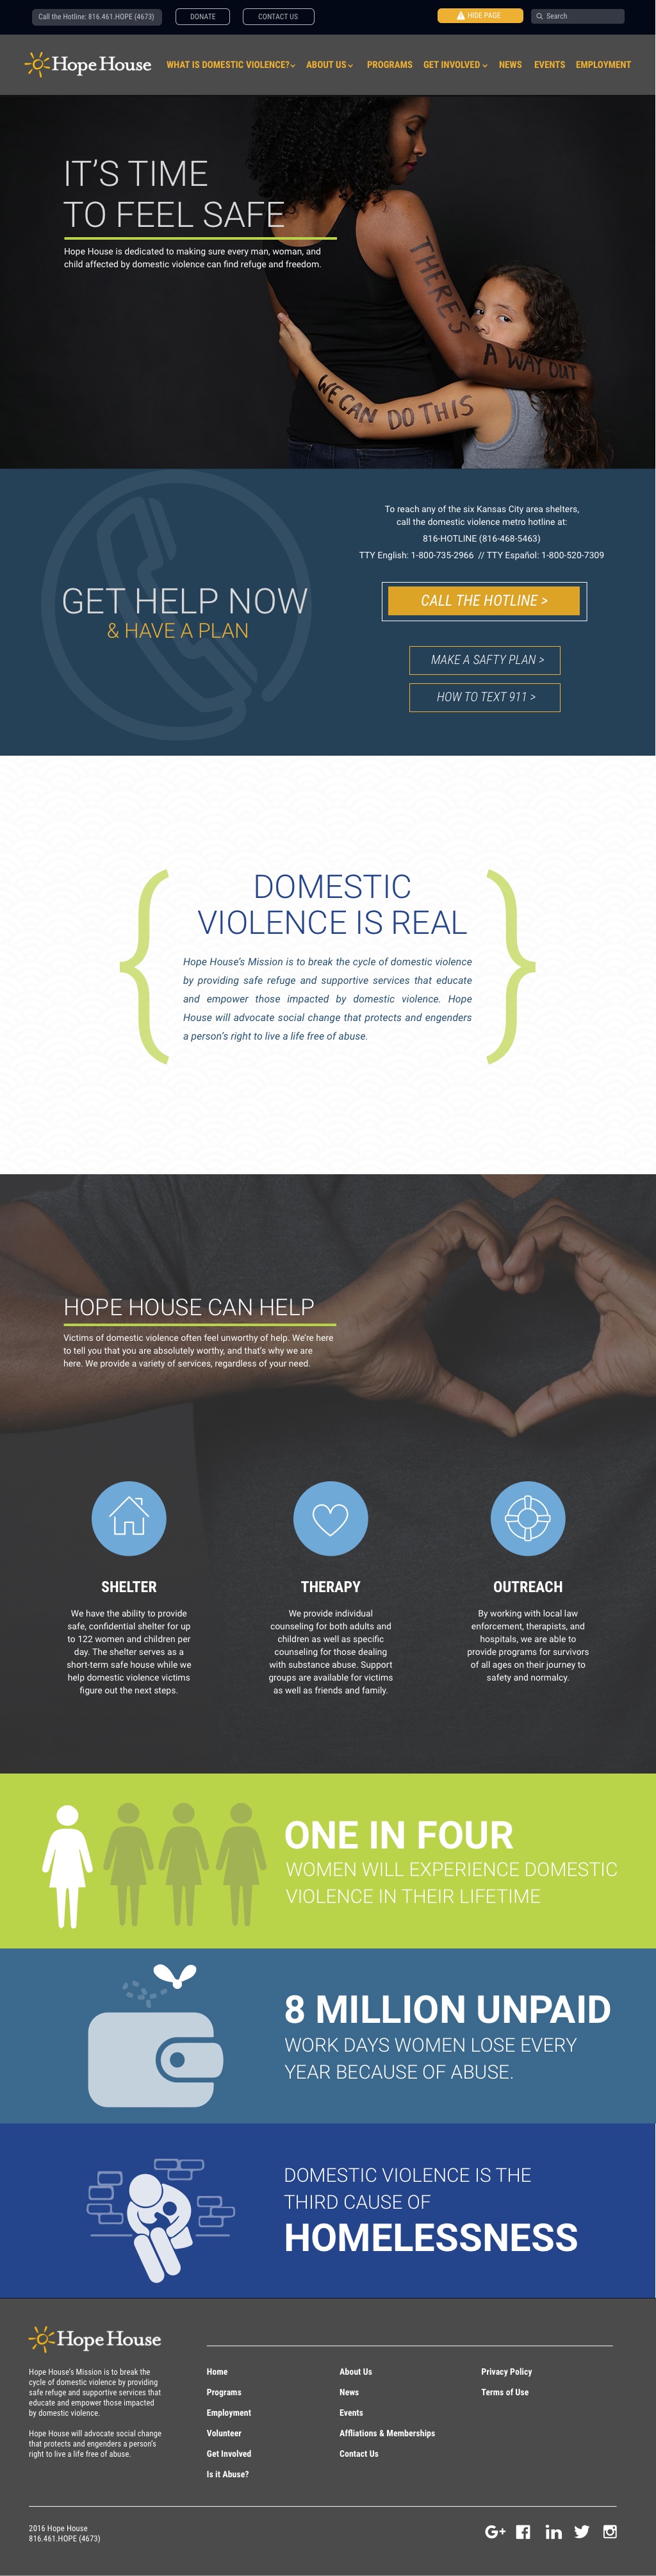 Call the Hotline: 816.461.HOPE (4673)
DONATE
CONTACT US
HIDE PAGE
Search
Hope House
WHAT IS DOMESTIC VIOLENCE?
ABOUT US
PROGRAMS
GET INVOLVED
NEWS
EVENTS
EMPLOYMENT
IT'S TIME
TO FEEL SAFE
Hope House is dedicated to making sure every man, woman, and
child affected by domestic violence can find refuge and freedom.
THERE'S
A WAY OUT
WE CAN DO THIS
GET HELP NOW
& HAVE A PLAN
To reach any of the six Kansas City area shelters,
call the domestic violence metro hotline at:
816-HOTLINE (816-468-5463)
TTY English: 1-800-735-2966 // TTY Español: 1-800-520-7309
CALL THE HOTLINE >
MAKE A SAFTY PLAN >
HOW TO TEXT 911 >
DOMESTIC
VIOLENCE IS REAL
Hope House's Mission is to break the cycle of domestic violence
by providing safe refuge and supportive services that educate
and empower those impacted by domestic violence. Hope
House will advocate social change that protects and engenders
a person's right to live a life free of abuse.
HOPE HOUSE CAN HELP
Victims of domestic violence often feel unworthy of help. We're here
to tell you that you are absolutely worthy, and that's why we are
here. We provide a variety of services, regardless of your need.
SHELTER
We have the ability to provide
safe, confidential shelter for up
to 122 women and children per
day. The shelter serves as a
short-term safe house while we
help domestic violence victims
figure out the next steps.
THERAPY
We provide individual
counseling for both adults and
children as well as specific
counseling for those dealing
with substance abuse. Support
groups are available for victims
as well as friends and family.
OUTREACH
By working with local law
enforcement, therapists, and
hospitals, we are able to
provide programs for survivors
of all ages on their journey to
safety and normalcy.
ONE IN FOUR
WOMEN WILL EXPERIENCE DOMESTIC
VIOLENCE IN THEIR LIFETIME
8 MILLION UNPAID
WORK DAYS WOMEN LOSE EVERY
YEAR BECAUSE OF ABUSE.
DOMESTIC VIOLENCE IS THE
THIRD CAUSE OF
HOMELESSNESS
Hope House
Hope House's Mission is to break the
cycle of domestic violence by providing
safe refuge and supportive services that
educate and empower those impacted
by domestic violence.
Hope House will advocate social change
that protects and engenders a person's
right to live a life free of abuse.
Home
Programs
Employment
Volunteer
Get Involved
Is it Abuse?
About Us
News
Events
Affliations & Memberships
Contact Us
Privacy Policy
Terms of Use
2016 Hope House
816.461.HOPE (4673)
G+
in